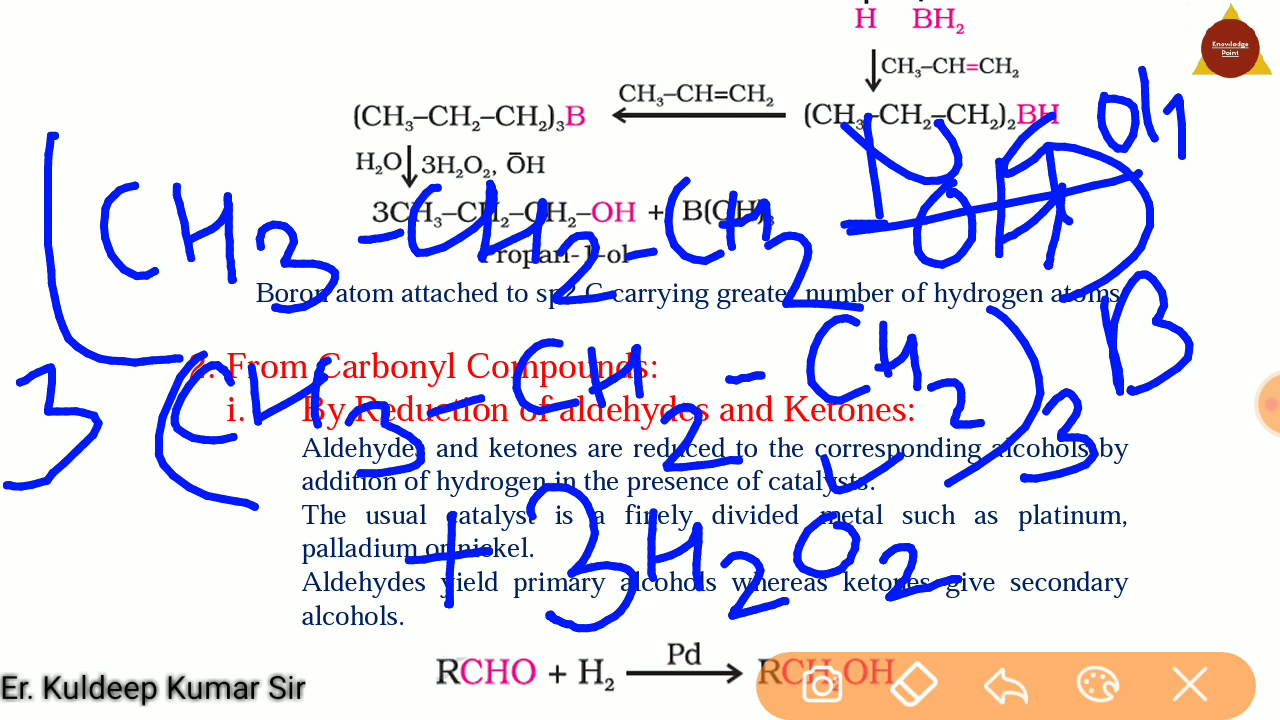 H BH₂
Knowledge
Point
CH₃–CH=CH₂
CH₃–CH=CH₂
(CH₃–CH₂–CH₂)₃B
(CH₃–CH₂–CH₂)₂BH
OH
H₂O 3H₂O₂, ŌH
3CH₃–CH₂–CH₂–OH + B(OH)₃
CH3-CH2-CH2-OH
Propan-1-ol
Boron atom attached to sp2 C carrying greater number of hydrogen atoms
B
2. From Carbonyl Compounds:
3(CH3-CH2-CH2)3
i. By Reduction of aldehydes and Ketones:
Aldehydes and ketones are reduced to the corresponding alcohols by
addition of hydrogen in the presence of catalysts.
The usual catalyst is a finely divided metal such as platinum,
palladium or nickel.
+3H2O2
Aldehydes yield primary alcohols whereas ketones give secondary
alcohols.
Pd
RCHO + H₂ → RCH₂OH
Er. Kuldeep Kumar Sir